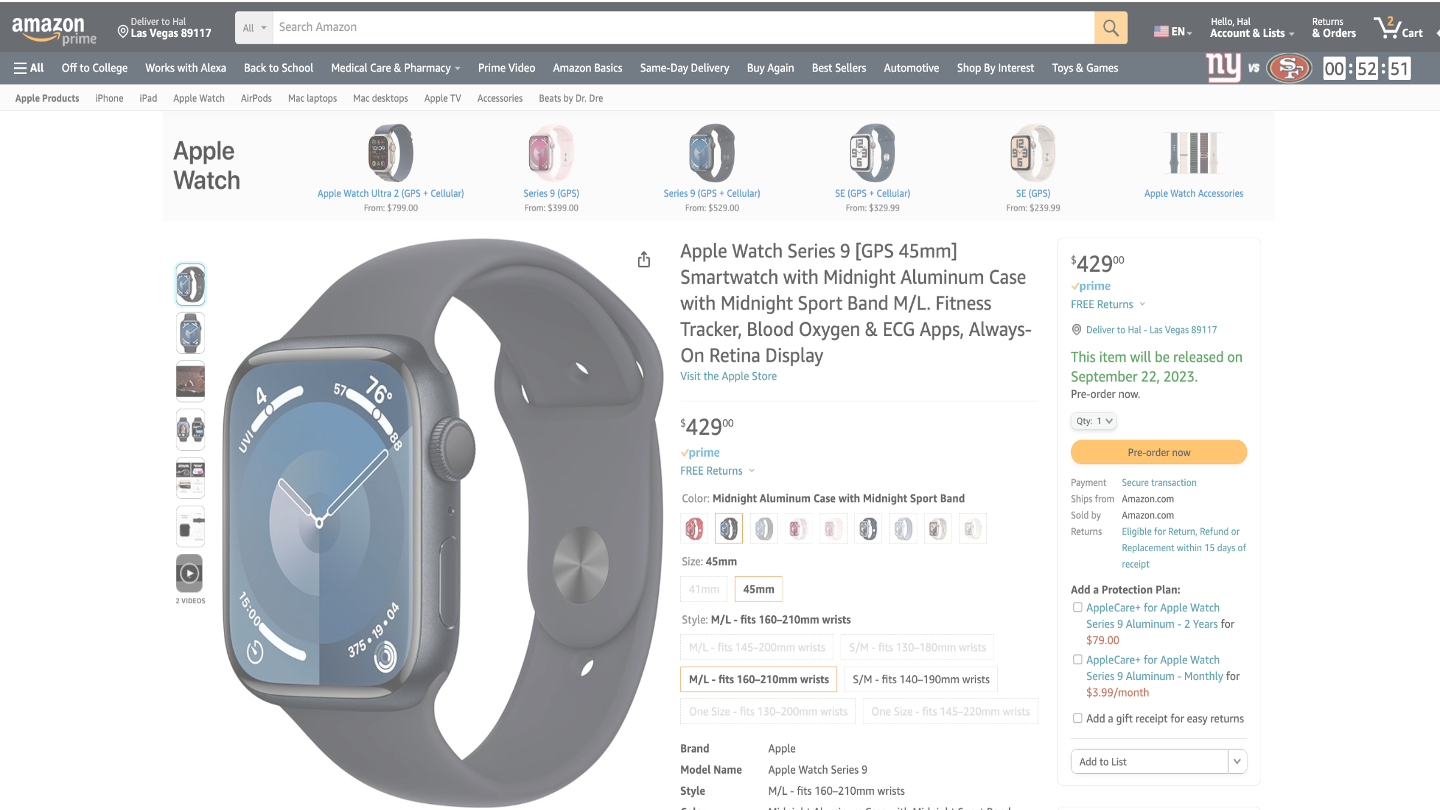 amazon
prime
Deliver to Hal
Las Vegas 89117
All
Search Amazon
EN
Hello, Hal
Account & Lists
Returns
& Orders
2
Cart
All
Off to College
Works with Alexa
Back to School
Medical Care & Pharmacy
Prime Video
Amazon Basics
Same-Day Delivery
Buy Again
Best Sellers
Automotive
Shop By Interest
Toys & Games
ny
VS
SF
00:52:51
Apple Products
iPhone
iPad
Apple Watch
AirPods
Mac laptops
Mac desktops
Apple TV
Accessories
Beats by Dr. Dre
Apple
Watch
Apple Watch Ultra 2 (GPS + Cellular)
From: $799.00
Series 9 (GPS)
From: $399.00
Series 9 (GPS + Cellular)
From: $529.00
SE (GPS + Cellular)
From: $329.99
SE (GPS)
From: $239.99
Apple Watch Accessories
2 VIDEOS
4
UVI
57
76°
88
15:00
375•19•04
Apple Watch Series 9 [GPS 45mm]
Smartwatch with Midnight Aluminum Case
with Midnight Sport Band M/L. Fitness
Tracker, Blood Oxygen & ECG Apps, Always-
On Retina Display
Visit the Apple Store
$42900
prime
FREE Returns
Color: Midnight Aluminum Case with Midnight Sport Band
Size: 45mm
41mm
45mm
Style: M/L - fits 160–210mm wrists
M/L - fits 145–200mm wrists
S/M - fits 130–180mm wrists
M/L - fits 160–210mm wrists
S/M - fits 140–190mm wrists
One Size - fits 130–200mm wrists
One Size - fits 145–220mm wrists
Brand Apple
Model Name Apple Watch Series 9
Style M/L - fits 160–210mm wrists
$42900
prime
FREE Returns
Deliver to Hal - Las Vegas 89117
This item will be released on
September 22, 2023.
Pre-order now.
Qty: 1
Pre-order now
Payment Secure transaction
Ships from Amazon.com
Sold by Amazon.com
Returns Eligible for Return, Refund or
Replacement within 15 days of
receipt
Add a Protection Plan:
AppleCare+ for Apple Watch
Series 9 Aluminum - 2 Years for
$79.00
AppleCare+ for Apple Watch
Series 9 Aluminum - Monthly for
$3.99/month
Add a gift receipt for easy returns
Add to List